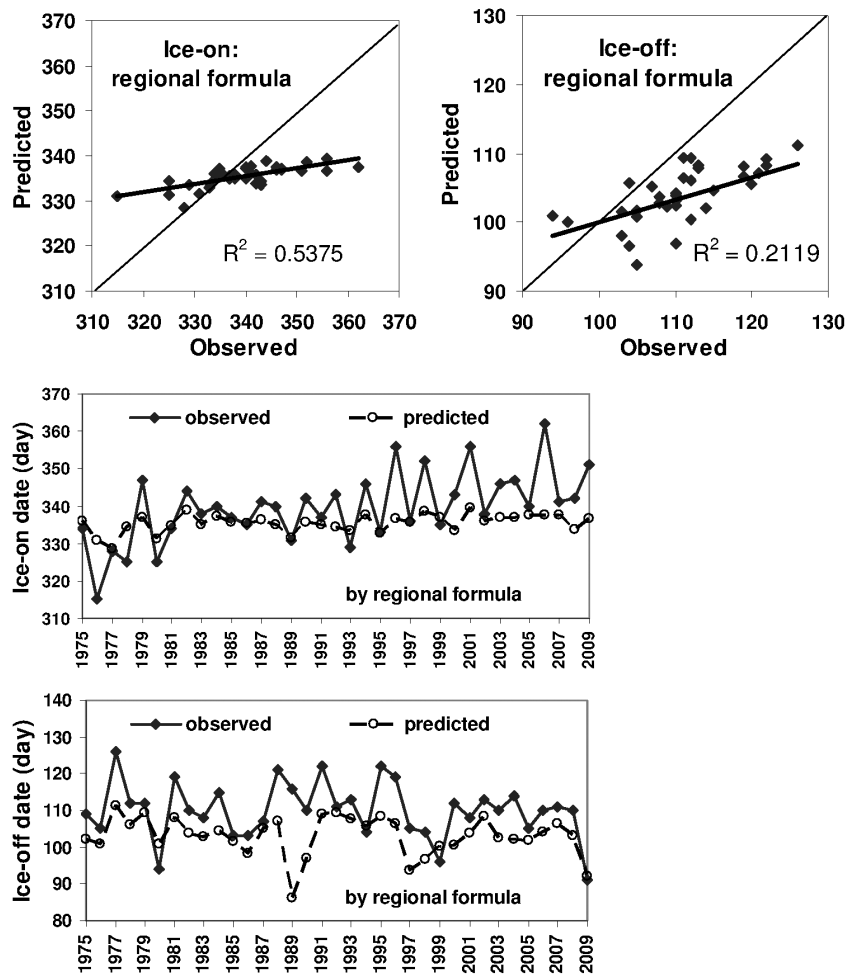 370
360
350
340
330
320
310
Predicted
Ice-on:
regional formula
R² = 0.5375
310 320 330 340 350 360 370
Observed
130
120
110
100
90
Predicted
Ice-off:
regional formula
R² = 0.2119
90 100 110 120 130
Observed
370
360
350
340
330
320
310
Ice-on date (day)
observed predicted
by regional formula
1975 1977 1979 1981 1983 1985 1987 1989 1991 1993 1995 1997 1999 2001 2003 2005 2007 2009
140
130
120
110
100
90
80
Ice-off date (day)
observed predicted
by regional formula
1975 1977 1979 1981 1983 1985 1987 1989 1991 1993 1995 1997 1999 2001 2003 2005 2007 2009